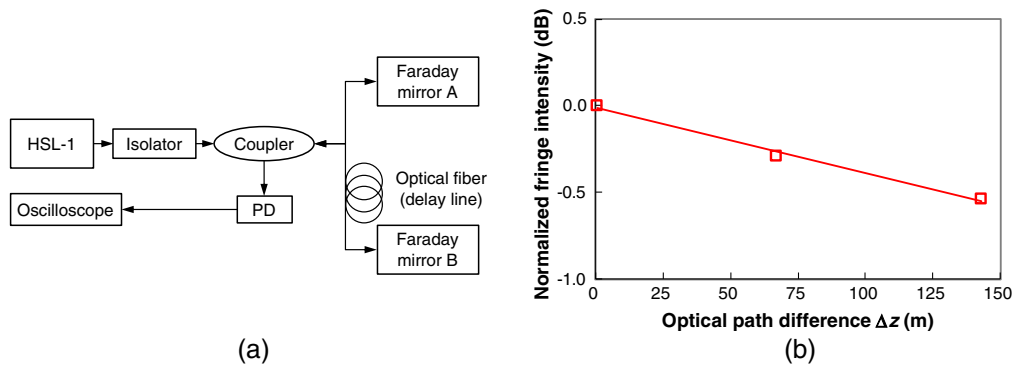 HSL-1
Isolator
Coupler
Faraday
mirror A
Optical fiber
(delay line)
Faraday
mirror B
Oscilloscope
PD
(a)
Normalized fringe intensity (dB)
0.5
0.0
-0.5
-1.0
0 25 50 75 100 125 150
Optical path difference Δz (m)
(b)